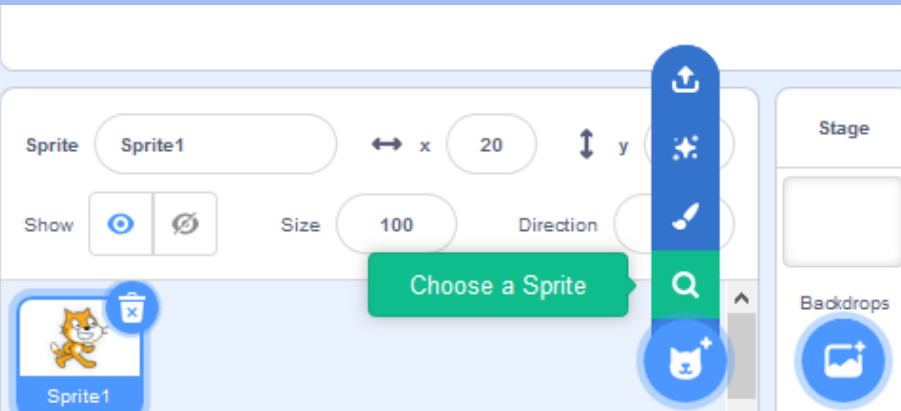 Sprite Sprite1 x 20 y
Stage
Show Size 100 Direction
Choose a Sprite
Backdrops
Sprite1